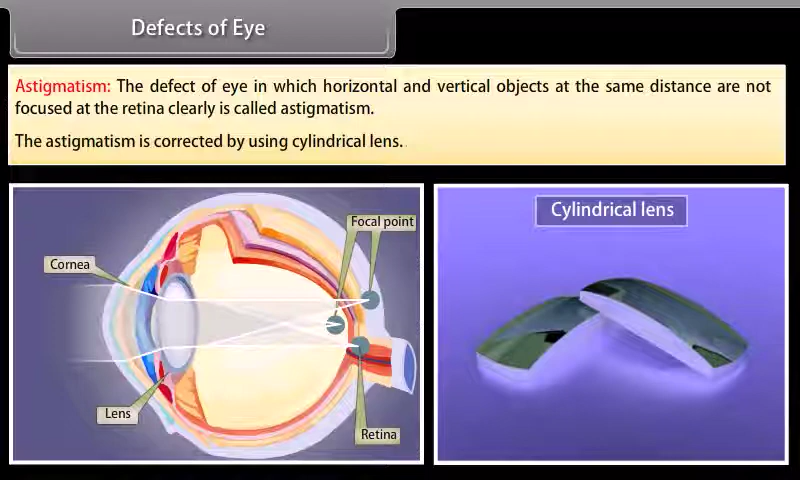 Defects of Eye
Astigmatism: The defect of eye in which horizontal and vertical objects at the same distance are not
focused at the retina clearly is called astigmatism.
The astigmatism is corrected by using cylindrical lens.
Focal point
Cornea
Lens
Retina
Cylindrical lens